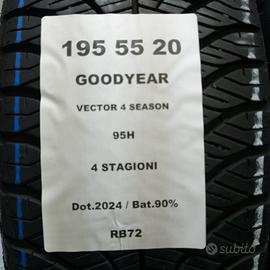 195 55 20
GOODYEAR
VECTOR 4 SEASON
95H
4 STAGIONI
Dot.2024 / Bat.90%
RB72
subito